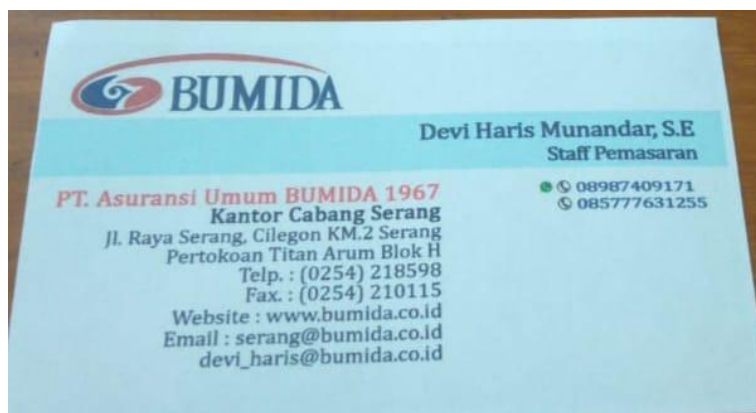 BUMIDA
Devi Haris Munandar, S.E
Staff Pemasaran
08987409171
085777631255
PT. Asuransi Umum BUMIDA 1967
Kantor Cabang Serang
Jl. Raya Serang, Cilegon KM.2 Serang
Pertokoan Titan Arum Blok H
Telp. : (0254) 218598
Fax. : (0254) 210115
Website : www.bumida.co.id
Email : serang@bumida.co.id
devi_haris@bumida.co.id